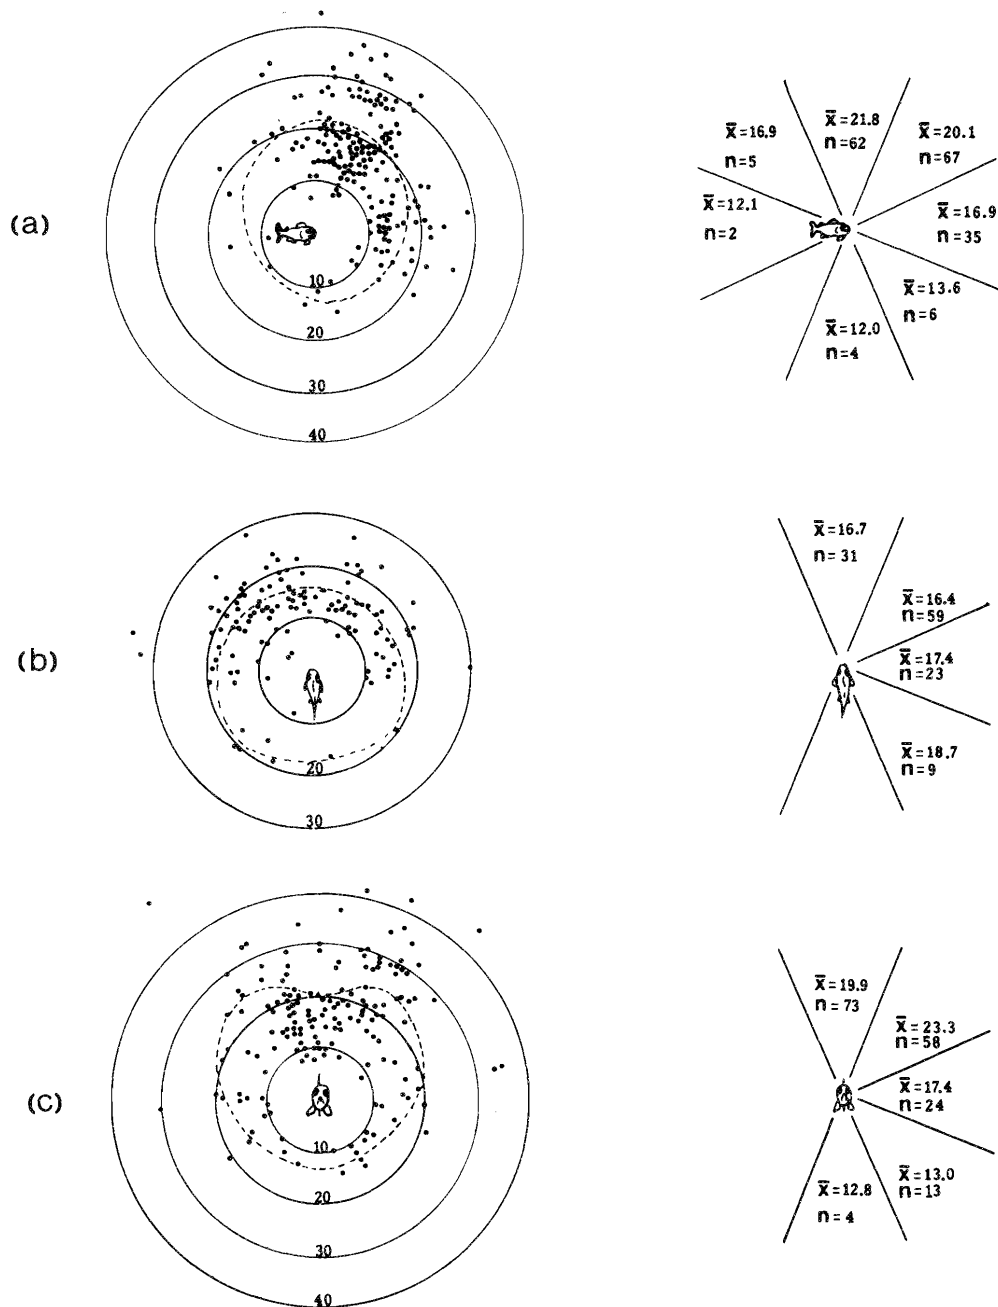 (a)
10
20
30
40
x̄=16.9
n=5
x̄=21.8
n=62
x̄=20.1
n=67
x̄=12.1
n=2
x̄=16.9
n=35
x̄=13.6
n=6
x̄=12.0
n=4
(b)
20
30
x̄=16.7
n=31
x̄=16.4
n=59
x̄=17.4
n=23
x̄=18.7
n=9
(c)
10
20
30
40
x̄=19.9
n=73
x̄=23.3
n=58
x̄=17.4
n=24
x̄=13.0
n=13
x̄=12.8
n=4